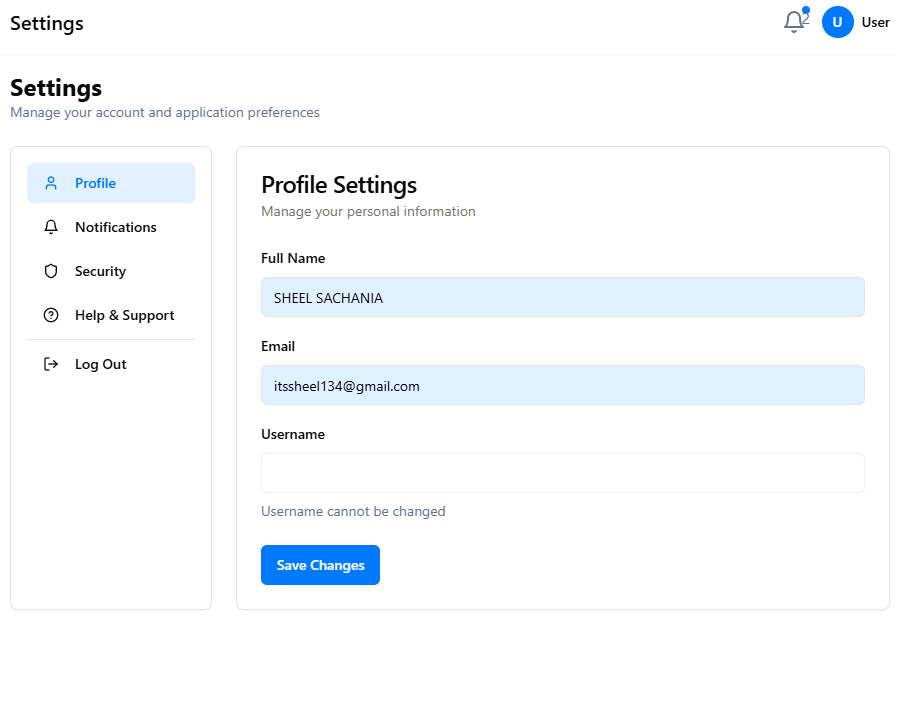 Settings
2
U
User
Settings
Manage your account and application preferences
Profile
Notifications
Security
Help & Support
Log Out
Profile Settings
Manage your personal information
Full Name
SHEEL SACHANIA
Email
itssheel134@gmail.com
Username
Username cannot be changed
Save Changes